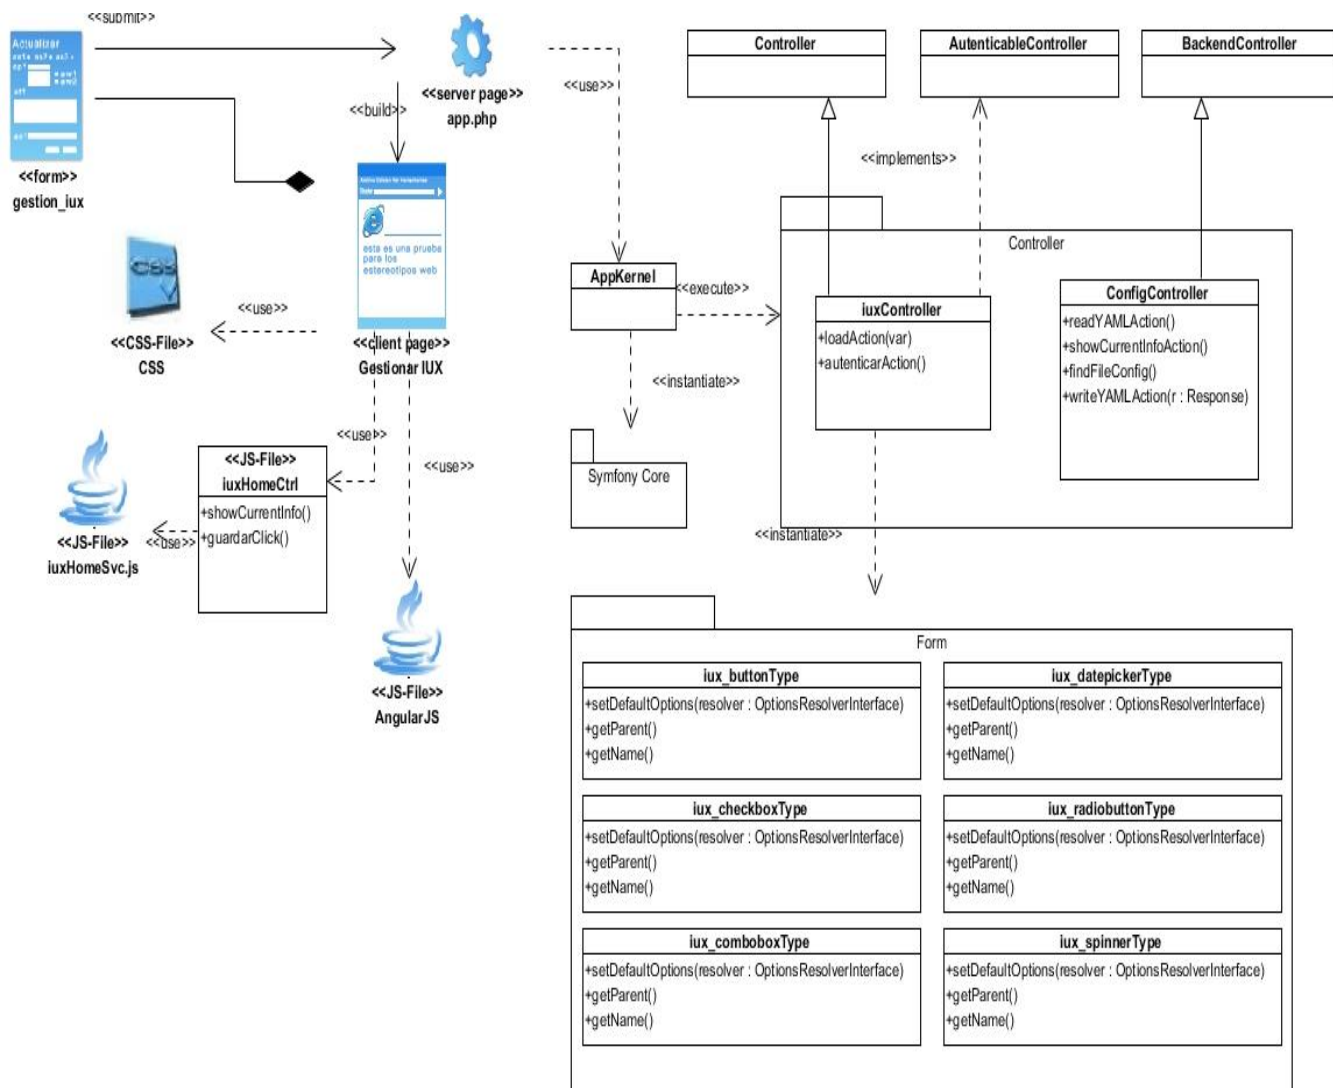 <<submit>>
Actualizar
<<form>>
gestion_iux
<<server page>>
app.php
<<build>>
<<use>>
esta es una prueba
para los
estereotipos web
<<client page>>
Gestionar IUX
CSS
<<use>>
<<CSS-File>>
CSS
<<use>>
<<use>>
<<JS-File>>
iuxHomeCtrl
+showCurrentInfo()
+guardarClick()
<<use>>
<<JS-File>>
iuxHomeSvc.js
<<JS-File>>
AngularJS
Controller
AutenticableController
BackendController
<<implements>>
AppKernel
<<execute>>
<<instantiate>>
Symfony Core
Controller
iuxController
+loadAction(var)
+autenticarAction()
ConfigController
+readYAMLAction()
+showCurrentInfoAction()
+findFileConfig()
+writeYAMLAction(r : Response)
<<instantiate>>
Form
iux_buttonType
+setDefaultOptions(resolver : OptionsResolverInterface)
+getParent()
+getName()
iux_datepickerType
+setDefaultOptions(resolver : OptionsResolverInterface)
+getParent()
+getName()
iux_checkboxType
+setDefaultOptions(resolver : OptionsResolverInterface)
+getParent()
+getName()
iux_radiobuttonType
+setDefaultOptions(resolver : OptionsResolverInterface)
+getParent()
+getName()
iux_comboboxType
+setDefaultOptions(resolver : OptionsResolverInterface)
+getParent()
+getName()
iux_spinnerType
+setDefaultOptions(resolver : OptionsResolverInterface)
+getParent()
+getName()